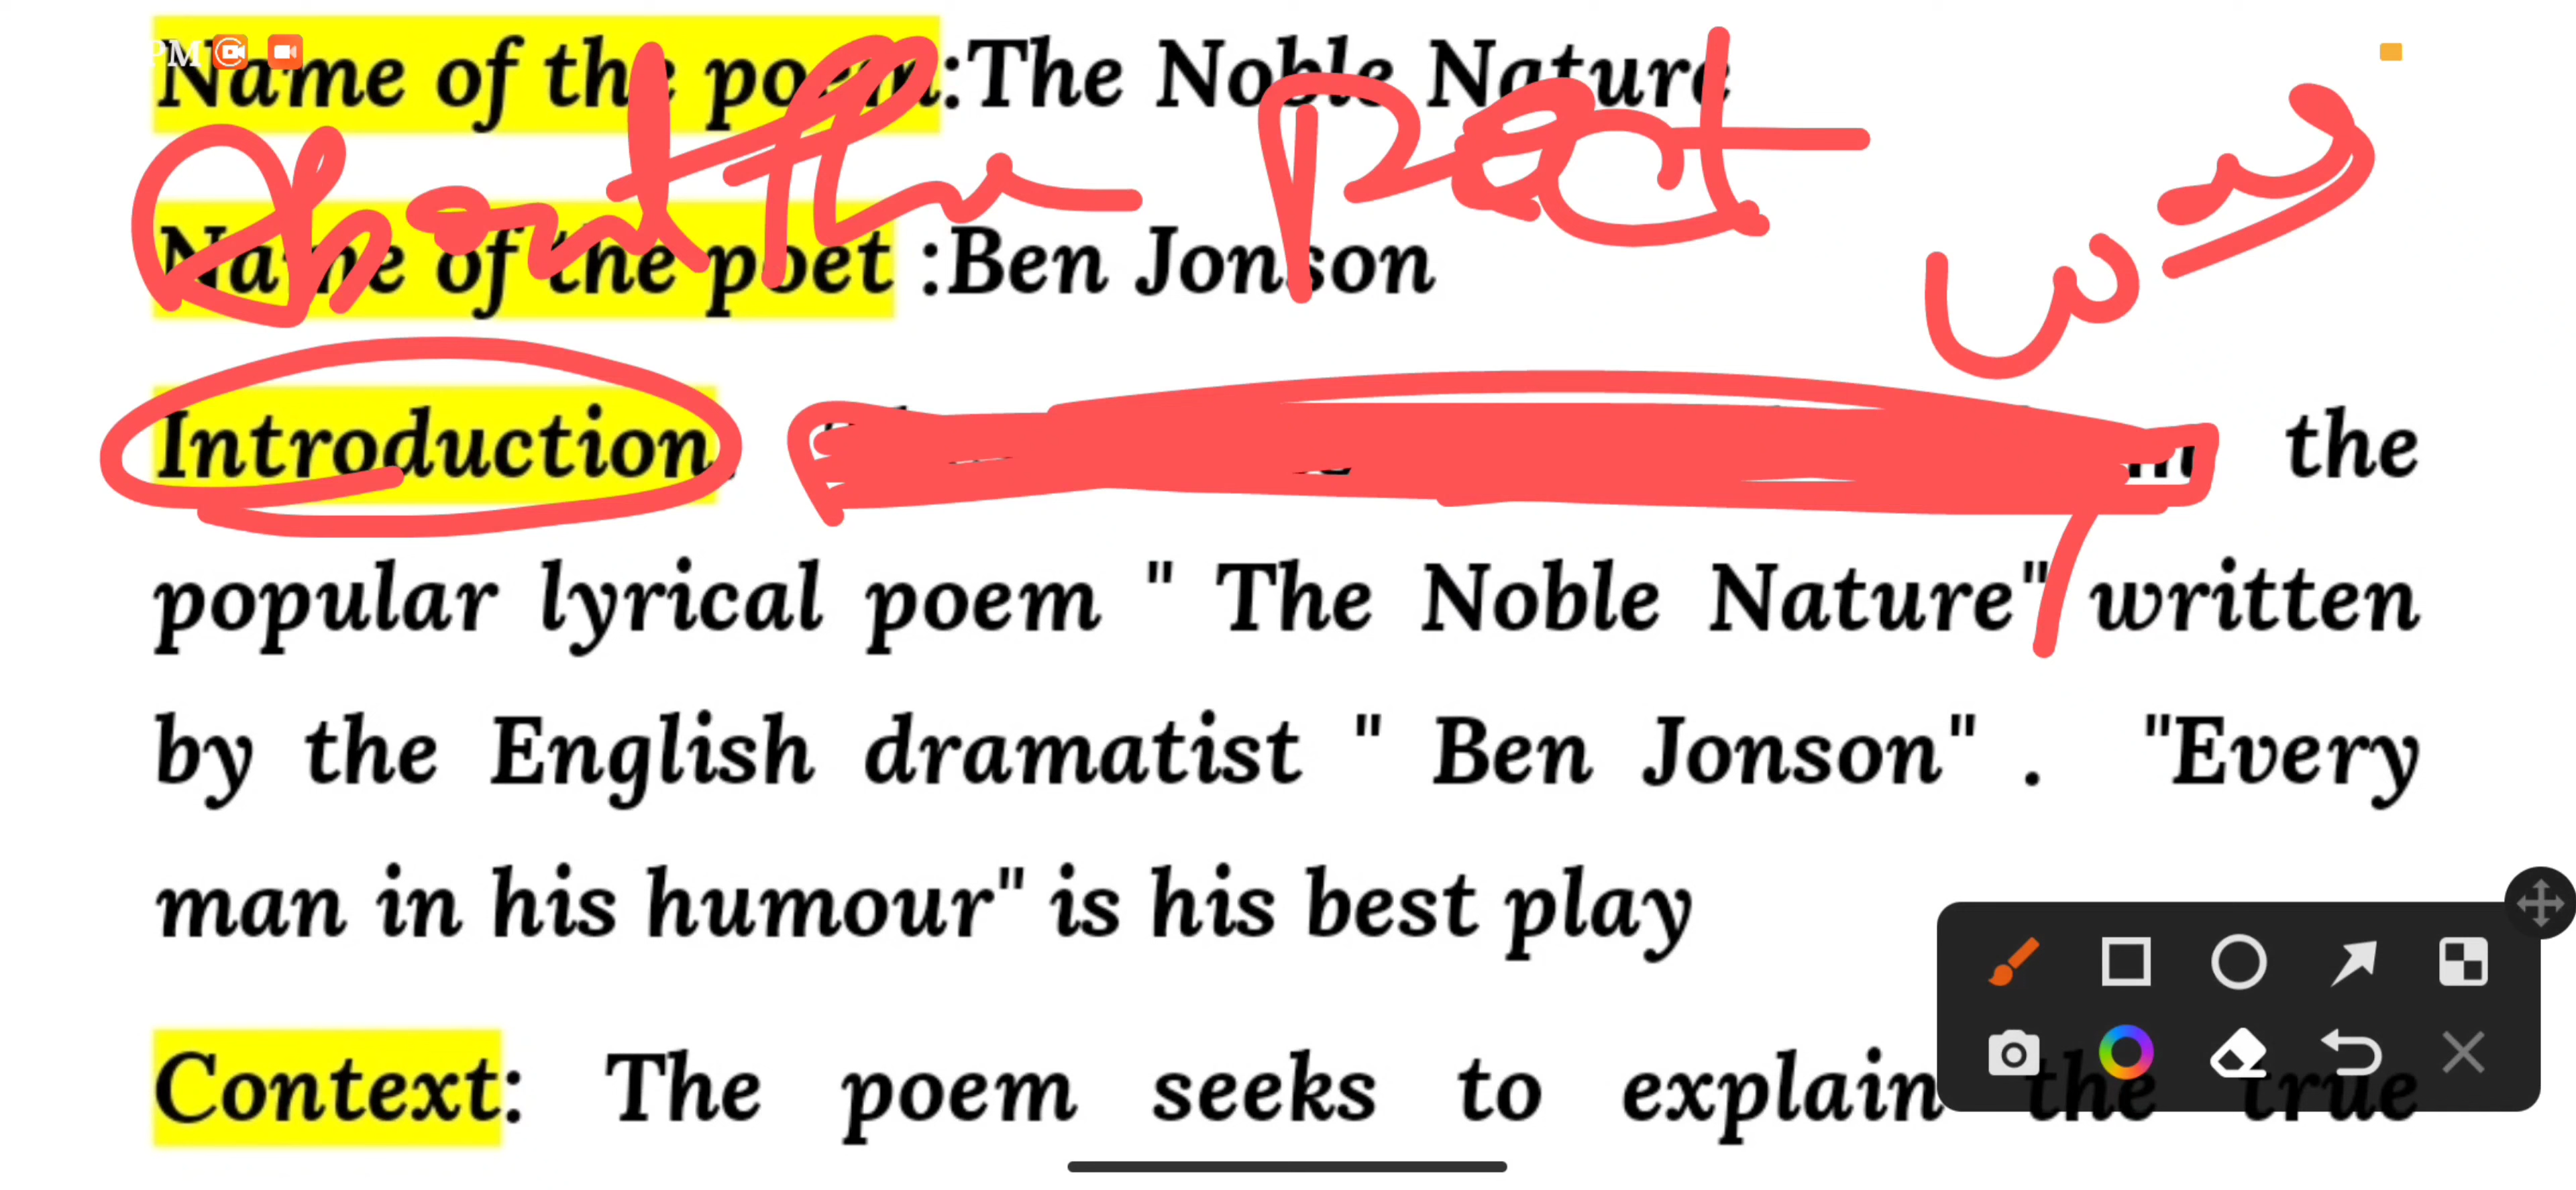 PM
Name of the poem:The Noble Nature
About the poet
Name of the poet :Ben Jonson
Introduction the
popular lyrical poem " The Noble Nature" written
by the English dramatist " Ben Jonson" . "Every
man in his humour" is his best play
Context: The poem seeks to explain the true